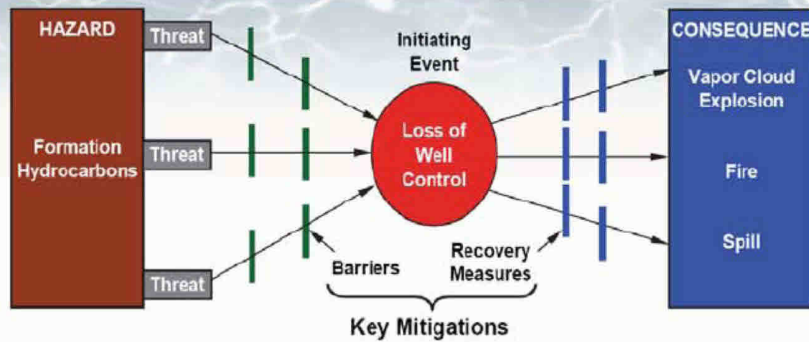 HAZARD
Formation
Hydrocarbons
Threat
Threat
Threat
Initiating
Event
Loss of
Well
Control
Barriers
Recovery
Measures
Key Mitigations
CONSEQUENCE
Vapor Cloud
Explosion
Fire
Spill